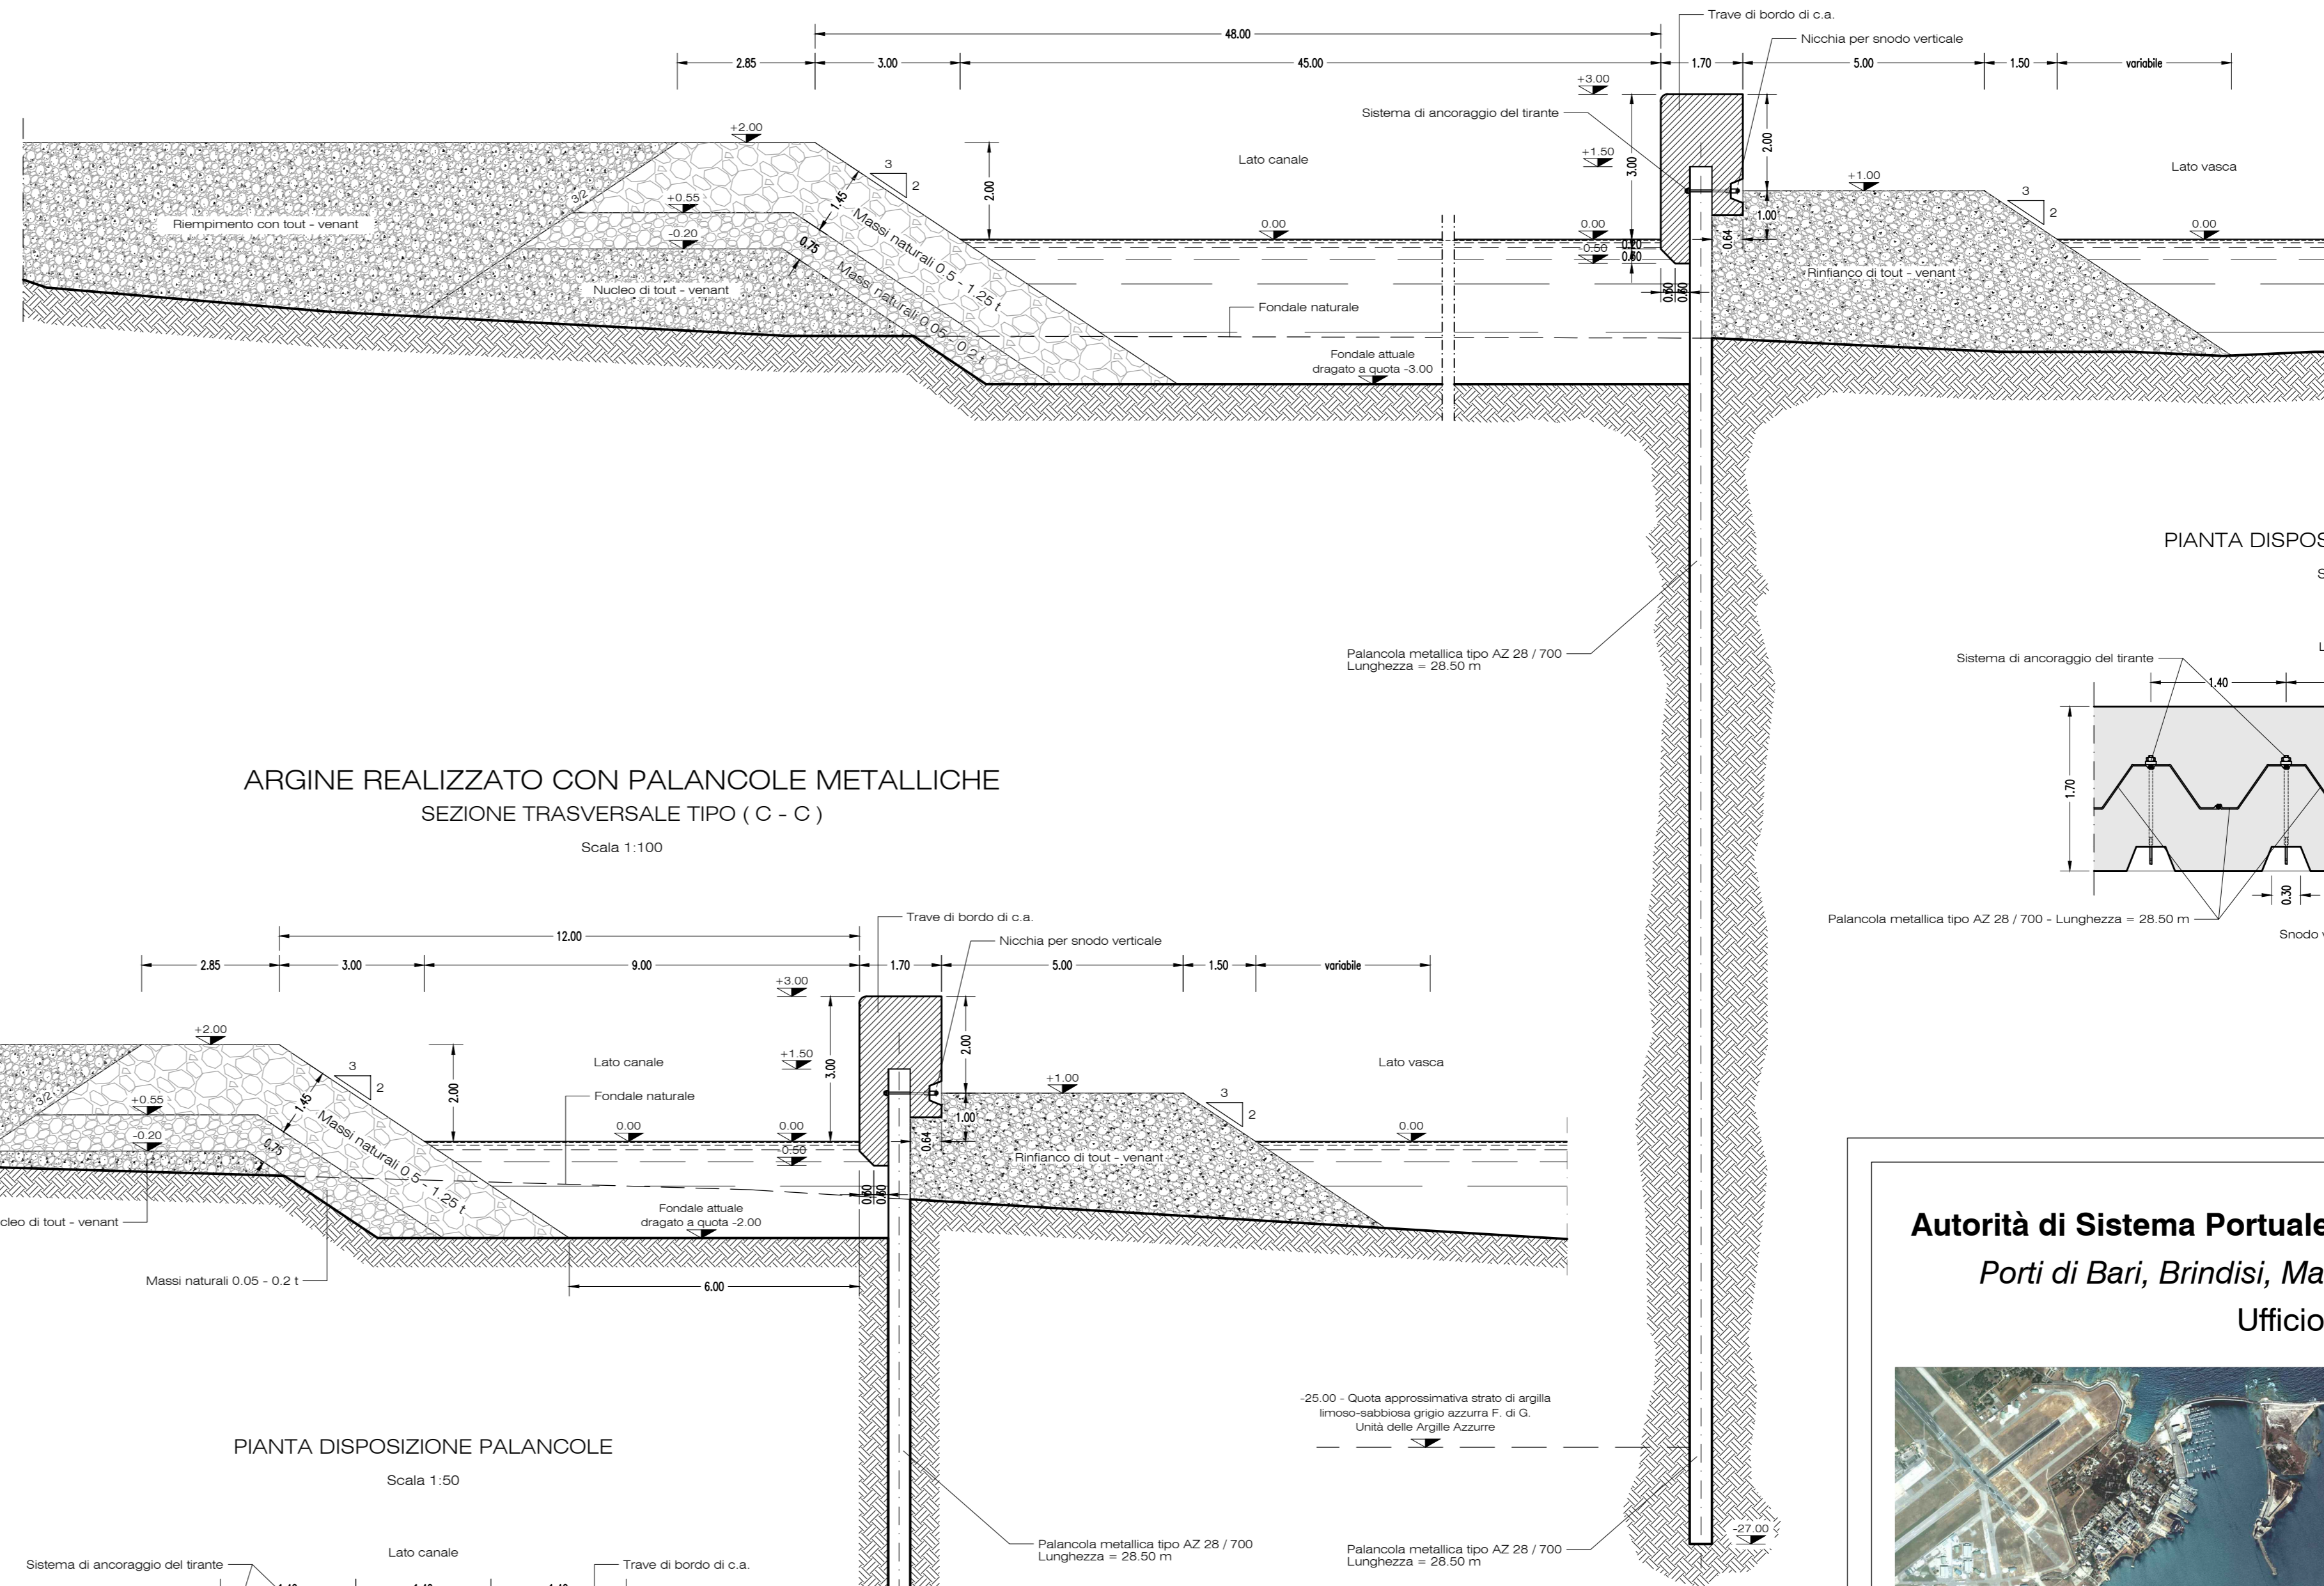 Trave di bordo di c.a.
48.00
Nicchia per snodo verticale
2.85
3.00
45.00
1.70
5.00
1.50
variabile
+3.00
Sistema di ancoraggio del tirante
+2.00
3
2
2.00
Lato canale
+1.50
3.00
2.00
Lato vasca
+1.00
3
2
3/2
+0.55
1.45
Massi naturali 0.5 - 1.25 t
1.00
Riempimento con tout - venant
-0.20
0.75
Massi naturali 0.05 - 0.2 t
0.00
0.00
-0.50
0.64
0.00
Nucleo di tout - venant
Rinfianco di tout - venant
Fondale naturale
Fondale attuale
dragato a quota -3.00
Palancola metallica tipo AZ 28 / 700
Lunghezza = 28.50 m
PIANTA DISPOS
S
L
Sistema di ancoraggio del tirante
1.40
1.70
0.30
Palancola metallica tipo AZ 28 / 700 - Lunghezza = 28.50 m
Snodo v
ARGINE REALIZZATO CON PALANCOLE METALLICHE
SEZIONE TRASVERSALE TIPO ( C - C )
Scala 1:100
Trave di bordo di c.a.
12.00
Nicchia per snodo verticale
2.85
3.00
9.00
1.70
5.00
1.50
variabile
+3.00
+2.00
3
2
2.00
Lato canale
+1.50
3.00
2.00
Lato vasca
+1.00
3
2
Fondale naturale
3/2
+0.55
1.45
Massi naturali 0.5 - 1.25 t
1.00
-0.20
0.75
0.00
0.00
-0.50
0.64
0.00
Rinfianco di tout - venant
Fondale attuale
dragato a quota -2.00
cleo di tout - venant
Massi naturali 0.05 - 0.2 t
6.00
-25.00 - Quota approssimativa strato di argilla
limoso-sabbiosa grigio azzurra F. di G.
Unità delle Argille Azzurre
PIANTA DISPOSIZIONE PALANCOLE
Scala 1:50
Lato canale
Sistema di ancoraggio del tirante
Trave di bordo di c.a.
Palancola metallica tipo AZ 28 / 700
Lunghezza = 28.50 m
Palancola metallica tipo AZ 28 / 700
Lunghezza = 28.50 m
-27.00
Autorità di Sistema Portuale
Porti di Bari, Brindisi, Ma
Ufficio